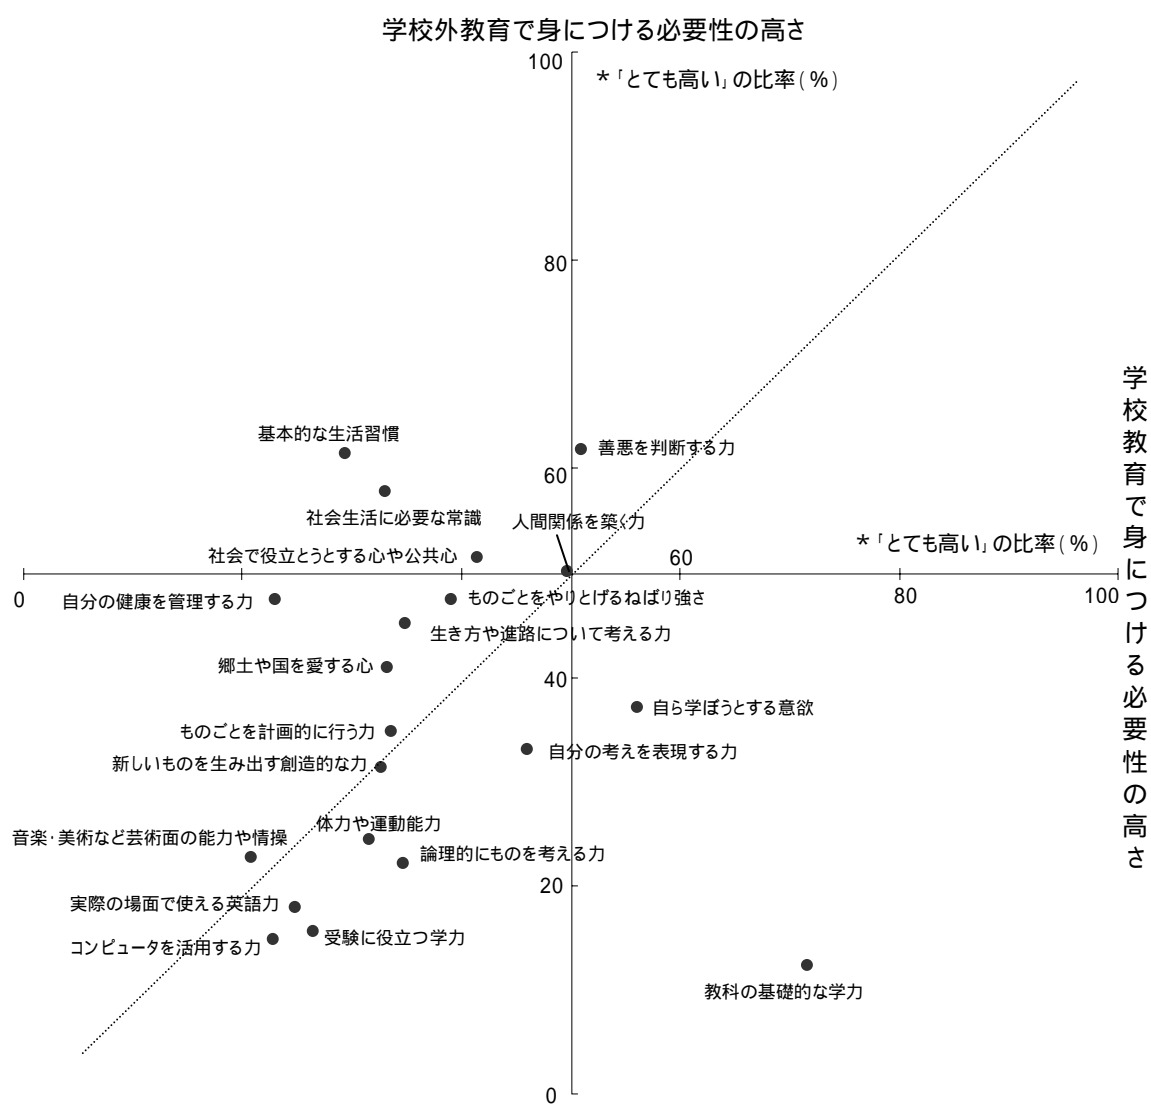 学校外教育で身につける必要性の高さ
100
*「とても高い」の比率(%)
80
基本的な生活習慣
善悪を判断する力
60
社会生活に必要な常識
人間関係を築く力
社会で役立とうとする心や公共心
60
*「とても高い」の比率(%)
学校教育で身につける必要性の高さ
0
自分の健康を管理する力
ものごとをやりとげるねばり強さ
80
100
生き方や進路について考える力
郷土や国を愛する心
40
自ら学ぼうとする意欲
ものごとを計画的に行う力
自分の考えを表現する力
新しいものを生み出す創造的な力
体力や運動能力
音楽・美術など芸術面の能力や情操
論理的にものを考える力
20
実際の場面で使える英語力
受験に役立つ学力
コンピュータを活用する力
教科の基礎的な学力
0